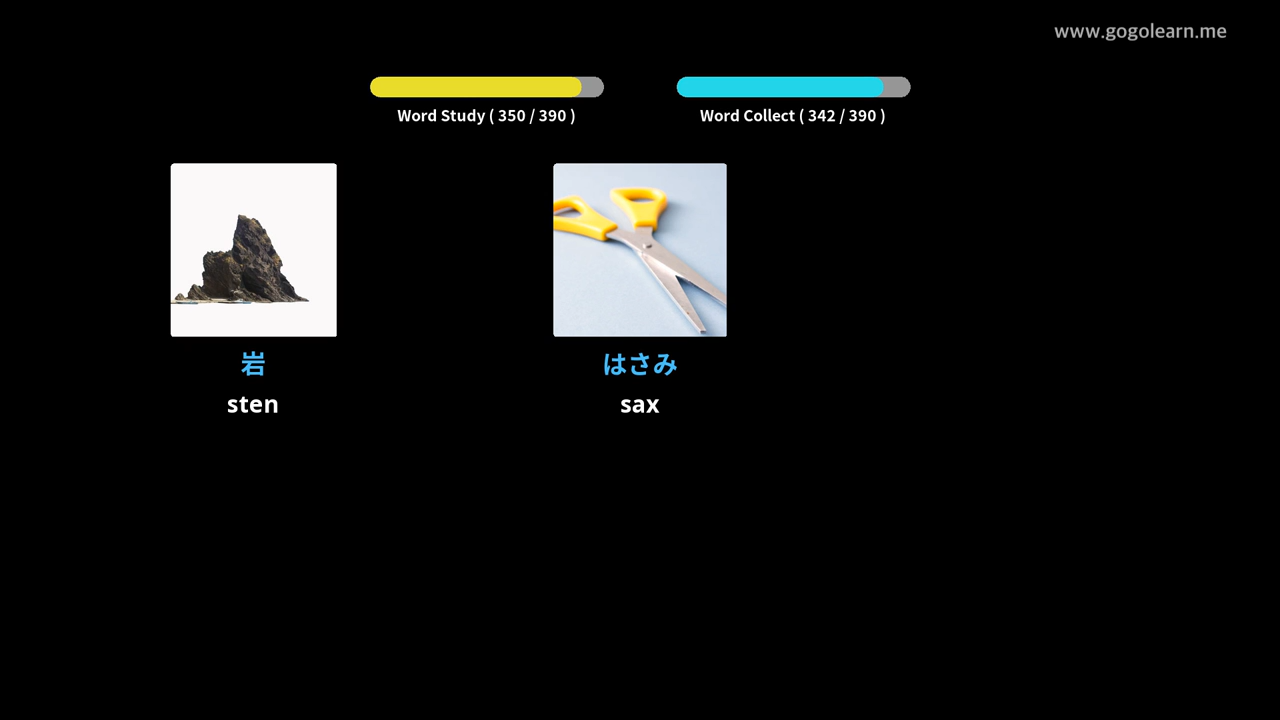 www.gogolearn.me
Word Study ( 350 / 390 )
Word Collect ( 342 / 390 )
岩
sten
はさみ
sax